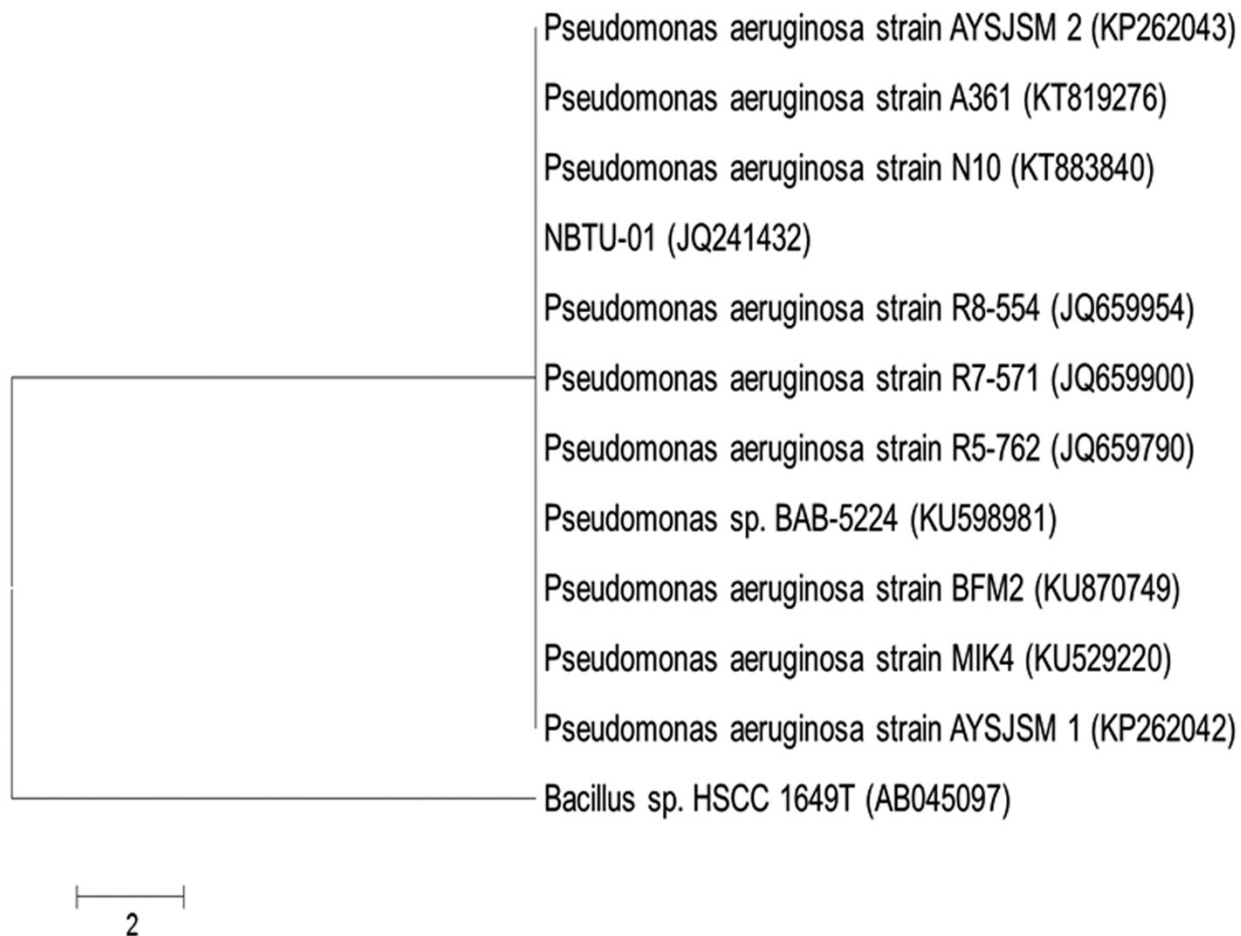 Pseudomonas aeruginosa strain AYSJSM 2 (KP262043)
Pseudomonas aeruginosa strain A361 (KT819276)
Pseudomonas aeruginosa strain N10 (KT883840)
NBTU-01 (JQ241432)
Pseudomonas aeruginosa strain R8-554 (JQ659954)
Pseudomonas aeruginosa strain R7-571 (JQ659900)
Pseudomonas aeruginosa strain R5-762 (JQ659790)
Pseudomonas sp. BAB-5224 (KU598981)
Pseudomonas aeruginosa strain BFM2 (KU870749)
Pseudomonas aeruginosa strain MIK4 (KU529220)
Pseudomonas aeruginosa strain AYSJSM 1 (KP262042)
Bacillus sp. HSCC 1649T (AB045097)
2